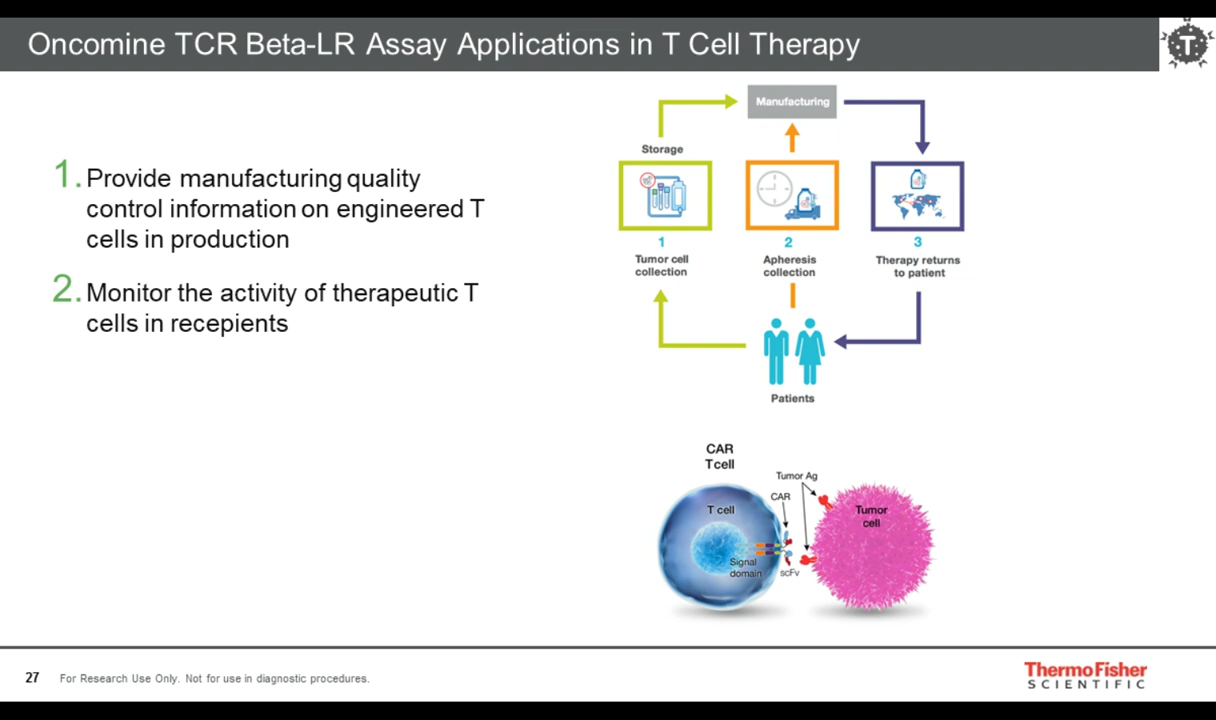 Oncomine TCR Beta-LR Assay Applications in T Cell Therapy
T
1. Provide manufacturing quality
control information on engineered T
cells in production
2. Monitor the activity of therapeutic T
cells in recepients
Manufacturing
Storage
1
Tumor cell
collection
2
Apheresis
collection
3
Therapy returns
to patient
Patients
CAR
T cell
Tumor Ag
CAR
T cell
Tumor
cell
Signal
domain
scFv
27
For Research Use Only. Not for use in diagnostic procedures.
ThermoFisher
SCIENTIFIC